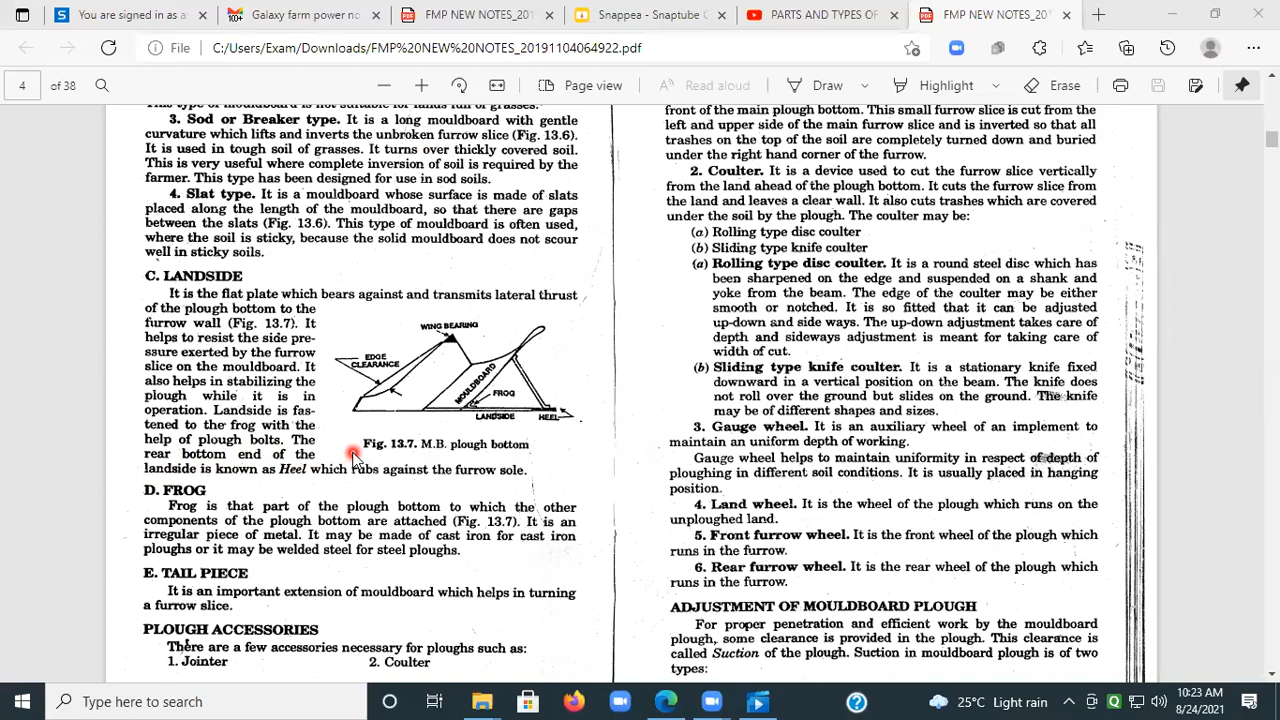 You are signed in as a
Galaxy farm power no
FMP NEW NOTES_201
Snappea - Snaptube
PARTS AND TYPES OF
FMP NEW NOTES_201
File
C:/Users/Exam/Downloads/FMP%20NEW%20NOTES_20191104064922.pdf
4 of 38
Page view
Read aloud
Draw
Highlight
Erase
This type of mouldboard is not suitable for lands full of grasses.
3. Sod or Breaker type. It is a long mouldboard with gentle
curvature which lifts and inverts the unbroken furrow slice (Fig. 13.6).
It is used in tough soil of grasses. It turns over thickly covered soil.
This is very useful where complete inversion of soil is required by the
farmer. This type has been designed for use in sod soils.
4. Slat type. It is a mouldboard whose surface is made of slats
placed along the length of the mouldboard, so that there are gaps
between the slats (Fig. 13.6). This type of mouldboard is often used,
where the soil is sticky, because the solid mouldboard does not scour
well in sticky soils.
C. LANDSIDE
It is the flat plate which bears against and transmits lateral thrust
of the plough bottom to the
furrow wall (Fig. 13.7). It
helps to resist the side pre-
ssure exerted by the furrow
slice on the mouldboard. It
also helps in stabilizing the
plough while it is in
operation. Landside is fas-
tened to the frog with the
help of plough bolts. The
rear bottom end of the
landside is known as Heel which rubs against the furrow sole.
WING BEARING
EDGE
CLEARANCE
MOULDBOARD
FROG
LANDSIDE
HEEL
Fig. 13.7. M.B. plough bottom
D. FROG
Frog is that part of the plough bottom to which the other
components of the plough bottom are attached (Fig. 13.7). It is an
irregular piece of metal. It may be made of cast iron for cast iron
ploughs or it may be welded steel for steel ploughs.
E. TAIL PIECE
It is an important extension of mouldboard which helps in turning
a furrow slice.
PLOUGH ACCESSORIES
There are a few accessories necessary for ploughs such as:
1. Jointer 2. Coulter
front of the main plough bottom. This small furrow slice is cut from the
left and upper side of the main furrow slice and is inverted so that all
trashes on the top of the soil are completely turned down and buried
under the right hand corner of the furrow.
2. Coulter. It is a device used to cut the furrow slice vertically
from the land ahead of the plough bottom. It cuts the furrow slice from
the land and leaves a clear wall. It also cuts trashes which are covered
under the soil by the plough. The coulter may be:
(a) Rolling type disc coulter
(b) Sliding type knife coulter
(a) Rolling type disc coulter. It is a round steel disc which has
been sharpened on the edge and suspended on a shank and
yoke from the beam. The edge of the coulter may be either
smooth or notched. It is so fitted that it can be adjusted
up-down and side ways. The up-down adjustment takes care of
depth and sideways adjustment is meant for taking care of
width of cut.
(b) Sliding type knife coulter. It is a stationary knife fixed
downward in a vertical position on the beam. The knife does
not roll over the ground but slides on the ground. The knife
may be of different shapes and sizes.
3. Gauge wheel. It is an auxiliary wheel of an implement to
maintain an uniform depth of working.
Gauge wheel helps to maintain uniformity in respect of depth of
ploughing in different soil conditions. It is usually placed in hanging
position.
4. Land wheel. It is the wheel of the plough which runs on the
unploughed land.
5. Front furrow wheel. It is the front wheel of the plough which
runs in the furrow.
6. Rear furrow wheel. It is the rear wheel of the plough which
runs in the furrow.
ADJUSTMENT OF MOULDBOARD PLOUGH
For proper penetration and efficient work by the mouldboard
plough, some clearance is provided in the plough. This clearance is
called Suction of the plough. Suction in mouldboard plough is of two
types:
Type here to search
25°C Light rain
10:23 AM
8/24/2021